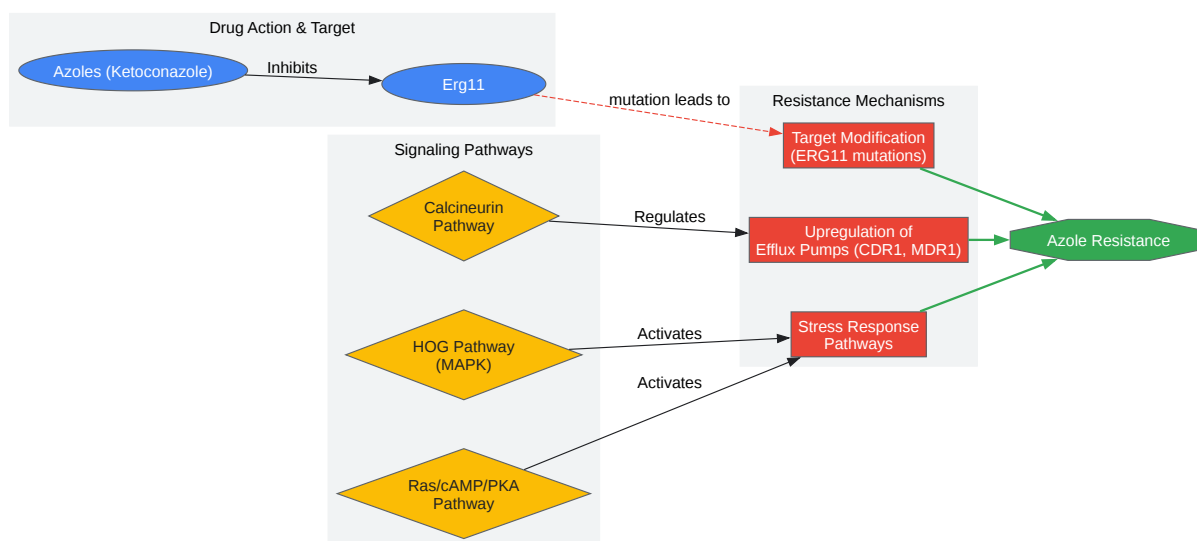 Drug Action & Target
Azoles (Ketoconazole)
Inhibits
Erg11
mutation leads to
Resistance Mechanisms
Target Modification
(ERG11 mutations)
Signaling Pathways
Calcineurin
Pathway
Regulates
Upregulation of
Efflux Pumps (CDR1, MDR1)
Azole Resistance
HOG Pathway
(MAPK)
Activates
Stress Response
Pathways
Activates
Ras/cAMP/PKA
Pathway